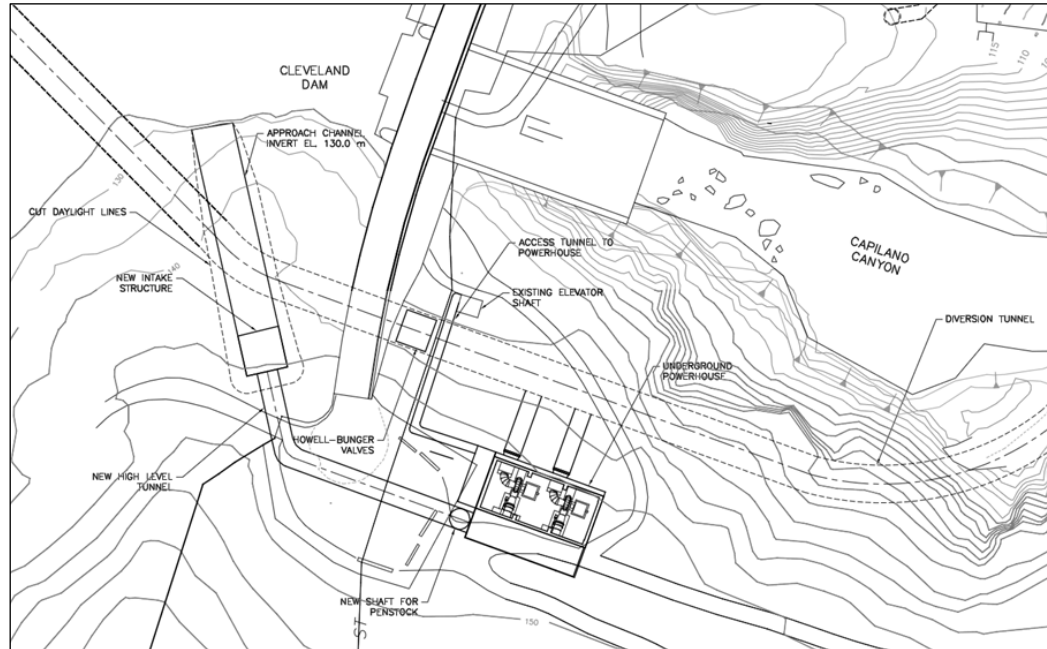 115
110
CLEVELAND
DAM
APPROACH CHANNEL
INVERT EL. 130.0 m
130
CUT DAYLIGHT LINES
140
NEW INTAKE
STRUCTURE
ACCESS TUNNEL TO
POWERHOUSE
CAPILANO
CANYON
EXISTING ELEVATOR
SHAFT
DIVERSION TUNNEL
UNDERGROUND
POWERHOUSE
HOWELL-BUNGER
VALVES
NEW HIGH LEVEL
TUNNEL
NEW SHAFT FOR
PENSTOCK
150
ST